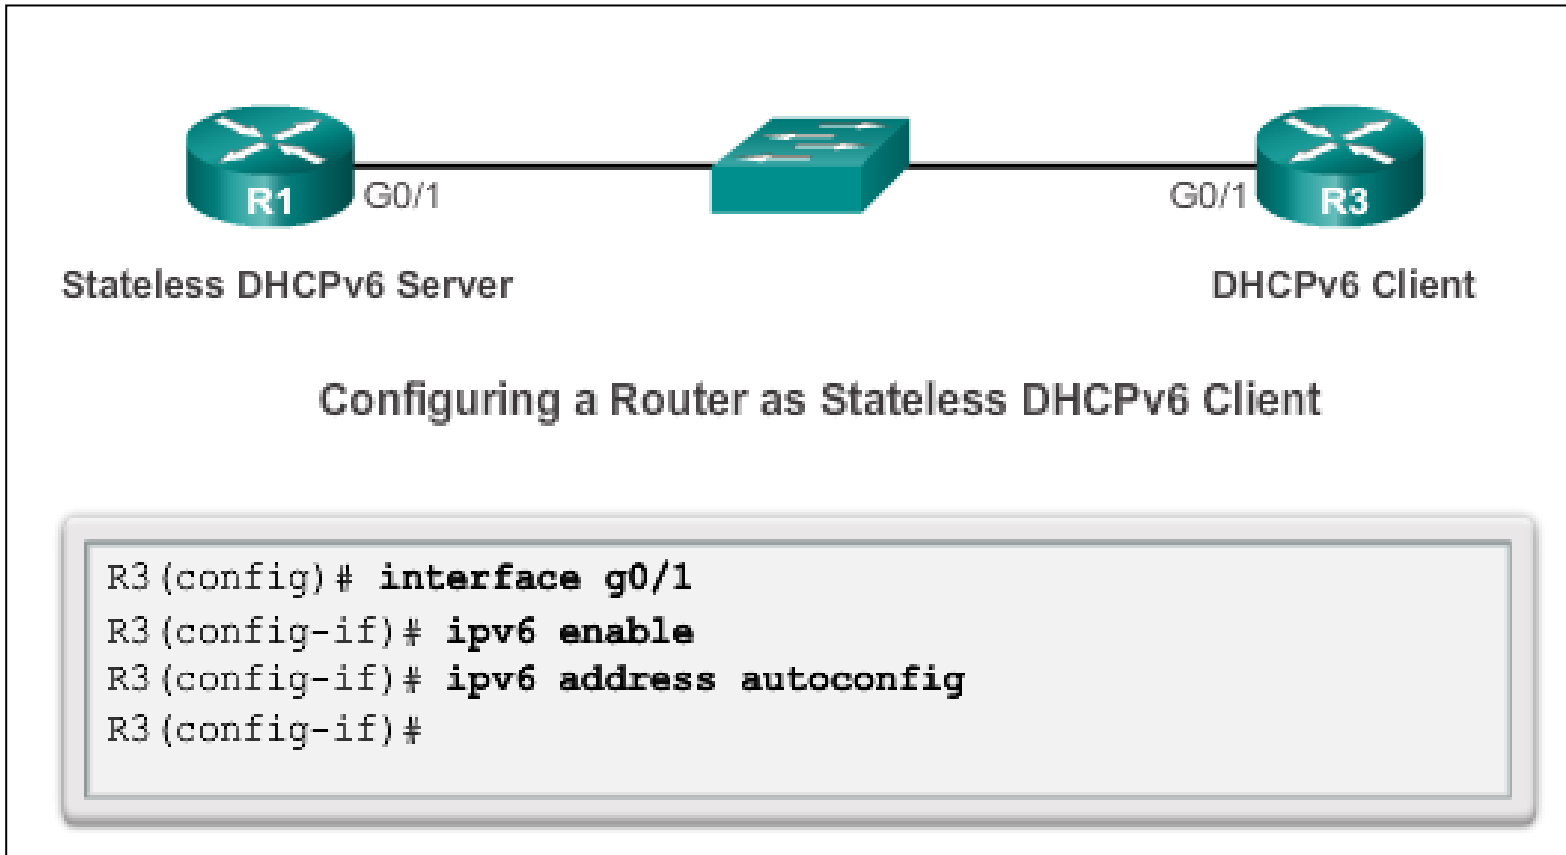 R1
G0/1
G0/1
R3
Stateless DHCPv6 Server
DHCPv6 Client
Configuring a Router as Stateless DHCPv6 Client
R3(config)# interface g0/1
R3(config-if)# ipv6 enable
R3(config-if)# ipv6 address autoconfig
R3(config-if)#